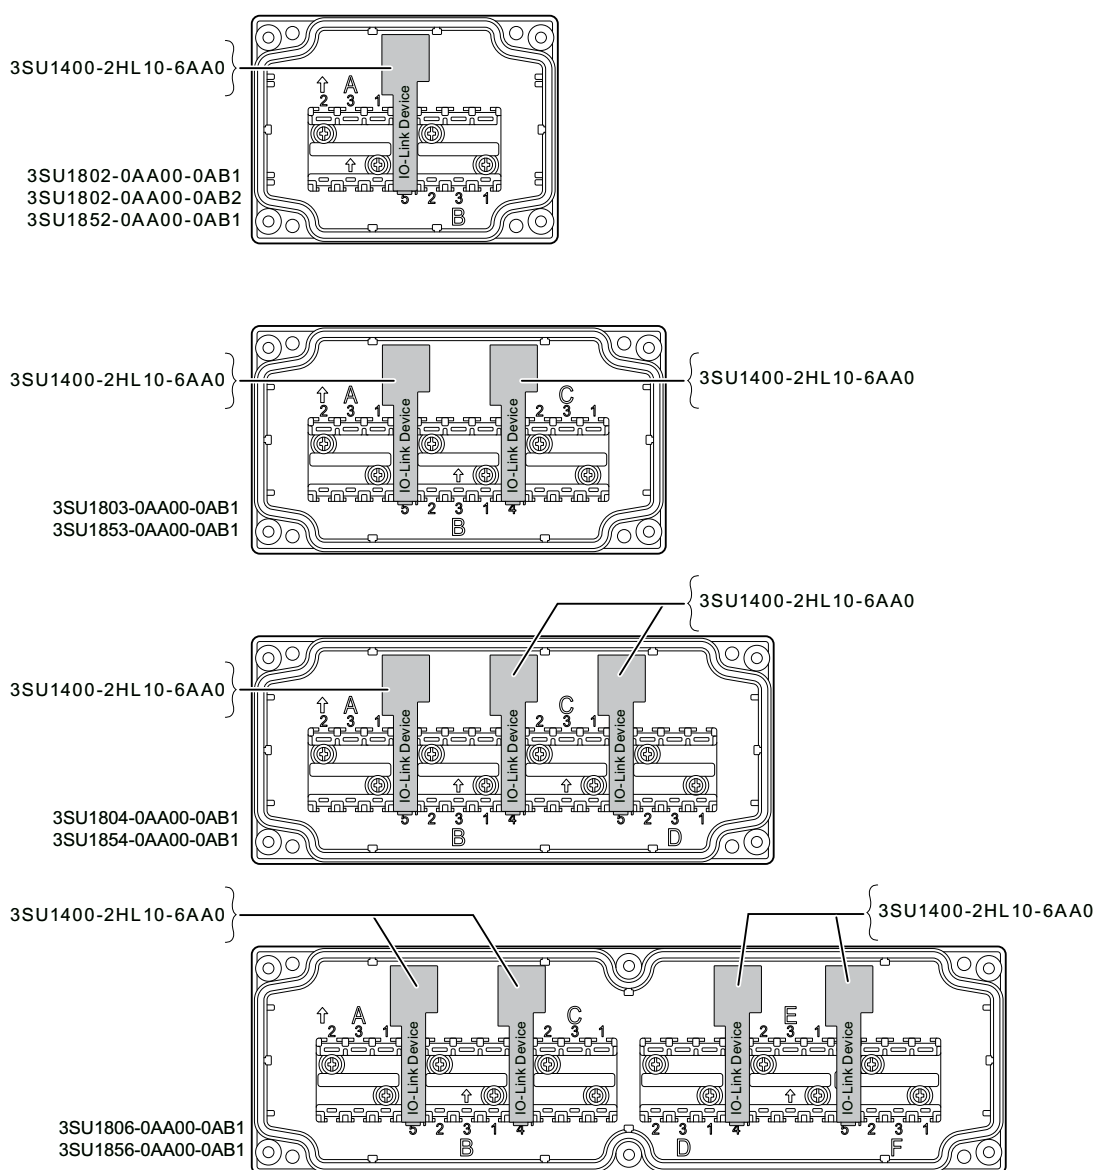 3SU1400-2HL10-6AA0
A
2 3 1
IO-Link Device
3SU1802-0AA00-0AB1
3SU1802-0AA00-0AB2
3SU1852-0AA00-0AB1
5 2 3 1
B
3SU1400-2HL10-6AA0
3SU1400-2HL10-6AA0
A C
2 3 1 2 3 1
IO-Link Device
IO-Link Device
3SU1803-0AA00-0AB1
3SU1853-0AA00-0AB1
5 2 3 1 4
B
3SU1400-2HL10-6AA0
3SU1400-2HL10-6AA0
A C
2 3 1 2 3 1
IO-Link Device
IO-Link Device
IO-Link Device
3SU1804-0AA00-0AB1
3SU1854-0AA00-0AB1
5 2 3 1 4 5 2 3 1
B D
3SU1400-2HL10-6AA0
3SU1400-2HL10-6AA0
A C E
2 3 1 2 3 1 2 3 1
IO-Link Device
IO-Link Device
IO-Link Device
IO-Link Device
3SU1806-0AA00-0AB1
3SU1856-0AA00-0AB1
5 2 3 1 4 2 3 1 4 5 2 3 1
B D F